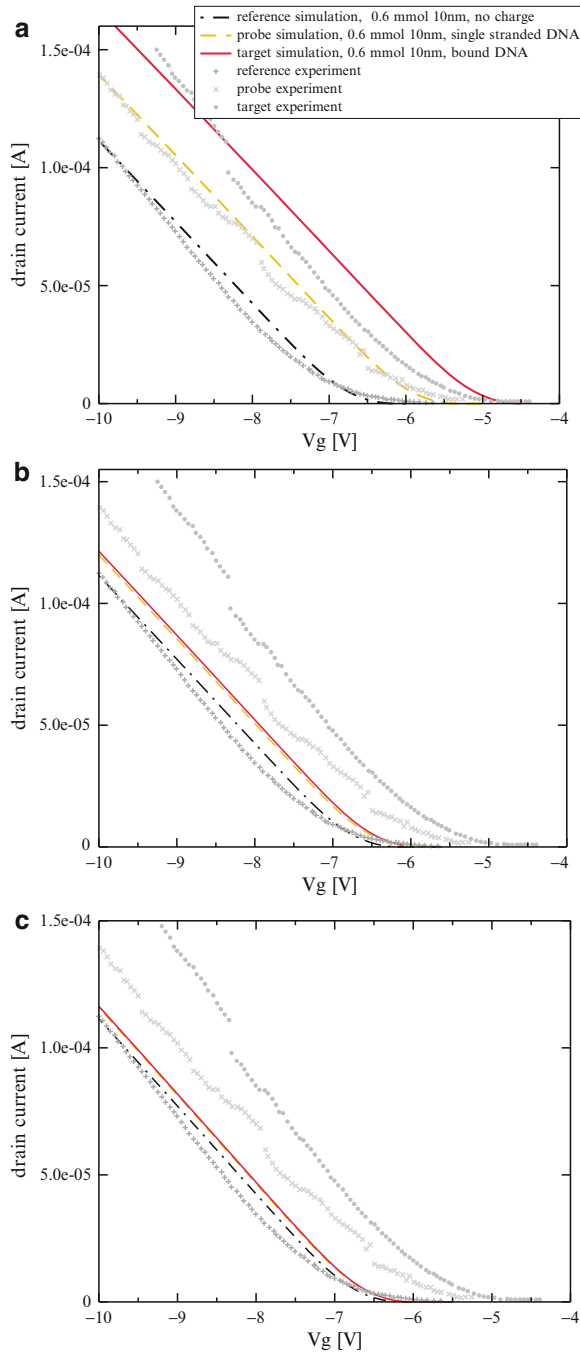 a
reference simulation, 0.6 mmol 10nm, no charge
probe simulation, 0.6 mmol 10nm, single stranded DNA
target simulation, 0.6 mmol 10nm, bound DNA
reference experiment
probe experiment
target experiment
1.5e-04
1.0e-04
5.0e-05
0
drain current [A]
−10 −9 −8 −7 −6 −5 −4
Vg [V]
b
1.5e-04
1.0e-04
5.0e-05
0
drain current [A]
−10 −9 −8 −7 −6 −5 −4
Vg [V]
c
1.5e-04
1.0e-04
5.0e-05
0
drain current [A]
−10 −9 −8 −7 −6 −5 −4
Vg [V]